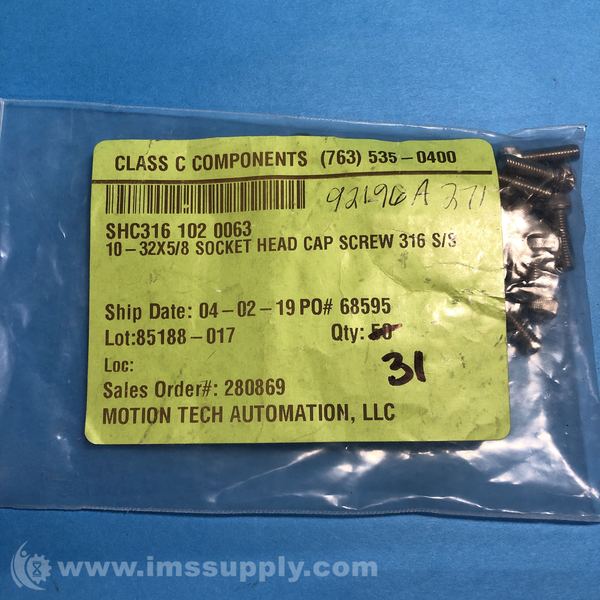 CLASS C COMPONENTS (763) 535-0400
92196A 271
SHC316 102 0063
10-32X5/8 SOCKET HEAD CAP SCREW 316 S/S
Ship Date: 04-02-19 PO# 68595
Lot:85188-017 Qty: 50
31
Loc:
Sales Order#: 280869
MOTION TECH AUTOMATION, LLC
www.imssupply.com